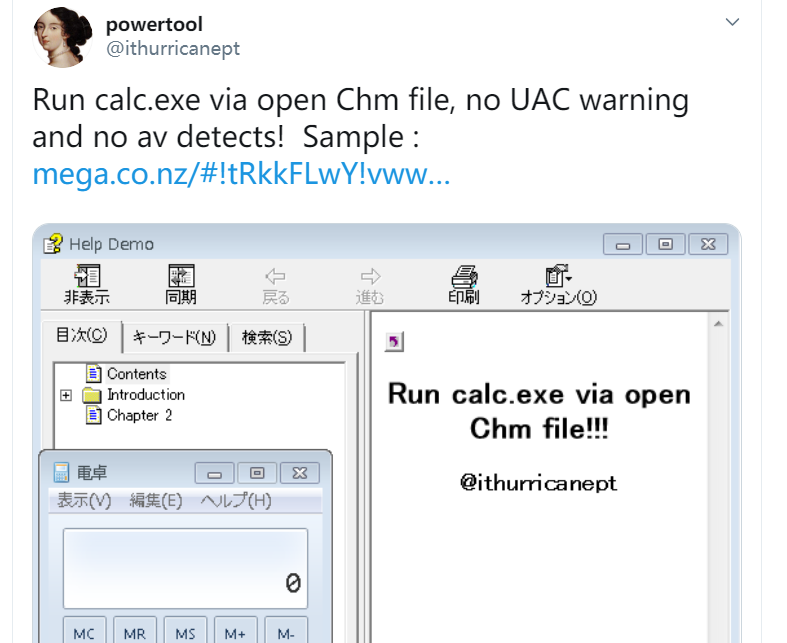 powertool
@ithurricanept
Run calc.exe via open Chm file, no UAC warning
and no av detects!  Sample :
mega.co.nz/#!tRkkFLwY!vww...
Help Demo
非表示 同期 戻る 進む 印刷 オプション(O)
目次(C) キーワード(N) 検索(S)
Contents
Introduction
Chapter 2
Run calc.exe via open
Chm file!!!
@ithurricanept
電卓
表示(V) 編集(E) ヘルプ(H)
0
MC MR MS M+ M-